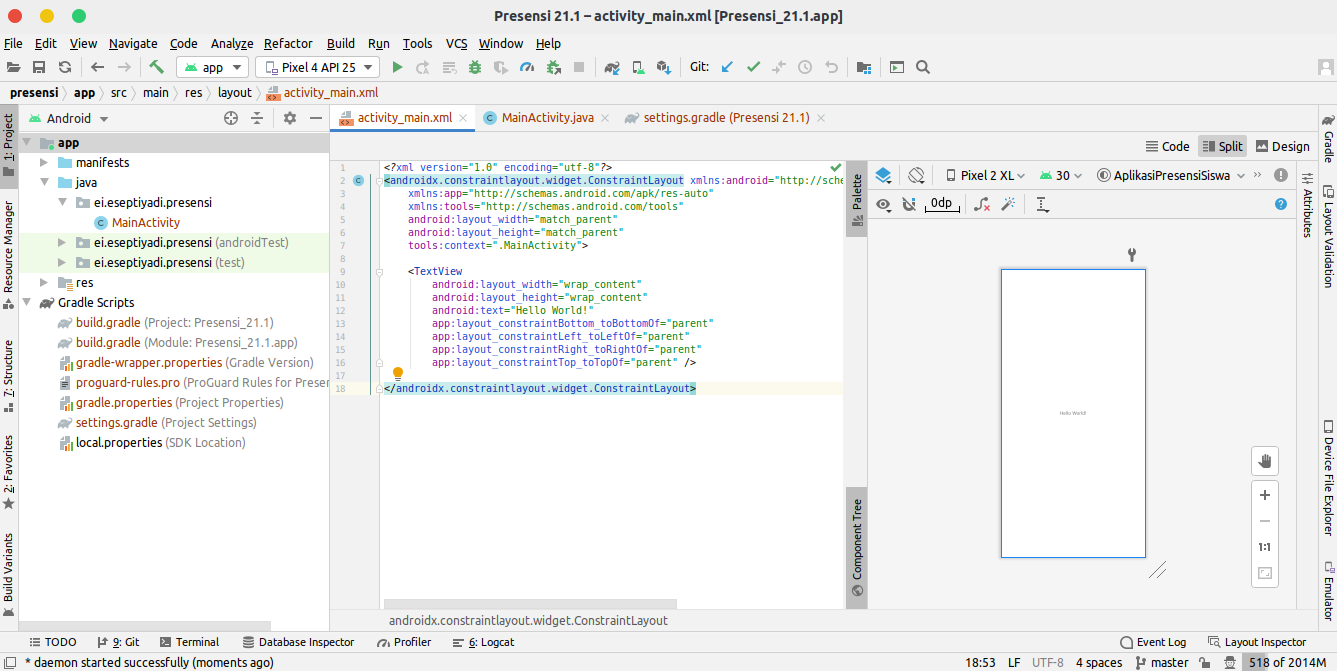 Presensi 21.1 – activity_main.xml [Presensi_21.1.app]
File Edit View Navigate Code Analyze Refactor Build Run Tools VCS Window Help
app Pixel 4 API 25 Git:
presensi app src main res layout activity_main.xml
1: Project
Resource Manager
7: Structure
2: Favorites
Build Variants
Android
app
manifests
java
ei.eseptiyadi.presensi
MainActivity
ei.eseptiyadi.presensi (androidTest)
ei.eseptiyadi.presensi (test)
res
Gradle Scripts
build.gradle (Project: Presensi_21.1)
build.gradle (Module: Presensi_21.1.app)
gradle-wrapper.properties (Gradle Version)
proguard-rules.pro (ProGuard Rules for Presen
gradle.properties (Project Properties)
settings.gradle (Project Settings)
local.properties (SDK Location)
activity_main.xml MainActivity.java settings.gradle (Presensi 21.1)
Code Split Design
1 <?xml version="1.0" encoding="utf-8"?>
2 <androidx.constraintlayout.widget.ConstraintLayout xmlns:android="http://sche
3 xmlns:app="http://schemas.android.com/apk/res-auto"
4 xmlns:tools="http://schemas.android.com/tools"
5 android:layout_width="match_parent"
6 android:layout_height="match_parent"
7 tools:context=".MainActivity">
8
9 <TextView
10 android:layout_width="wrap_content"
11 android:layout_height="wrap_content"
12 android:text="Hello World!"
13 app:layout_constraintBottom_toBottomOf="parent"
14 app:layout_constraintLeft_toLeftOf="parent"
15 app:layout_constraintRight_toRightOf="parent"
16 app:layout_constraintTop_toTopOf="parent" />
17
18 </androidx.constraintlayout.widget.ConstraintLayout>
androidx.constraintlayout.widget.ConstraintLayout
Palette
Component Tree
Pixel 2 XL 30 AplikasiPresensiSiswa
0dp
Hello World!
1:1
Attributes
Gradle
Layout Validation
Device File Explorer
Emulator
TODO 9: Git Terminal Database Inspector Profiler 6: Logcat Event Log Layout Inspector
* daemon started successfully (moments ago) 18:53 LF UTF-8 4 spaces master 518 of 2014M